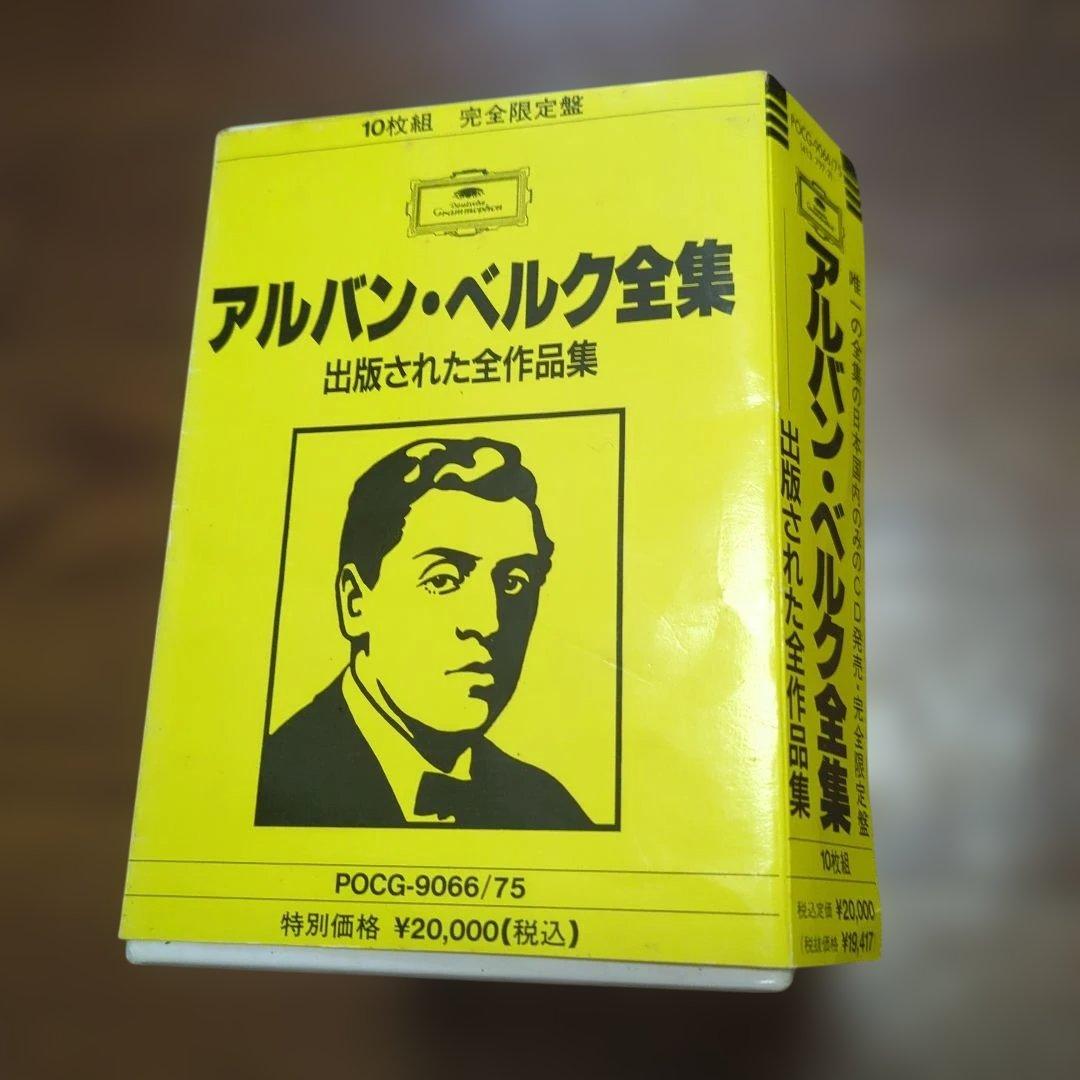 10枚組 完全限定盤
Deutsche
Grammophon
アルバン・ベルク全集
出版された全作品集
POCG-9066/75
特別価格 ¥20,000(税込)
POCG-9066/75
アルバン・ベルク全集
出版された全作品集
唯一の全集の日本国内のみのCD発売・完全限定盤
10枚組
税込定価 ¥20,000
(税抜価格 ¥19,417